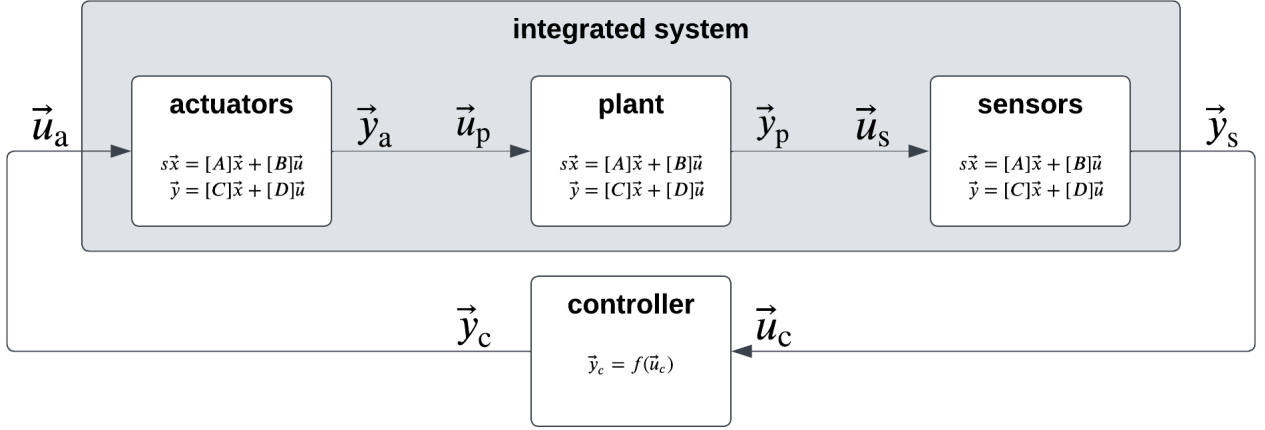 integrated system
actuators
plant
sensors
u⃗a
y⃗a
u⃗p
y⃗p
u⃗s
y⃗s
sx⃗ = [A]x⃗ + [B]u⃗
y⃗ = [C]x⃗ + [D]u⃗
sx⃗ = [A]x⃗ + [B]u⃗
y⃗ = [C]x⃗ + [D]u⃗
sx⃗ = [A]x⃗ + [B]u⃗
y⃗ = [C]x⃗ + [D]u⃗
controller
y⃗c
u⃗c
y⃗c = f(u⃗c)